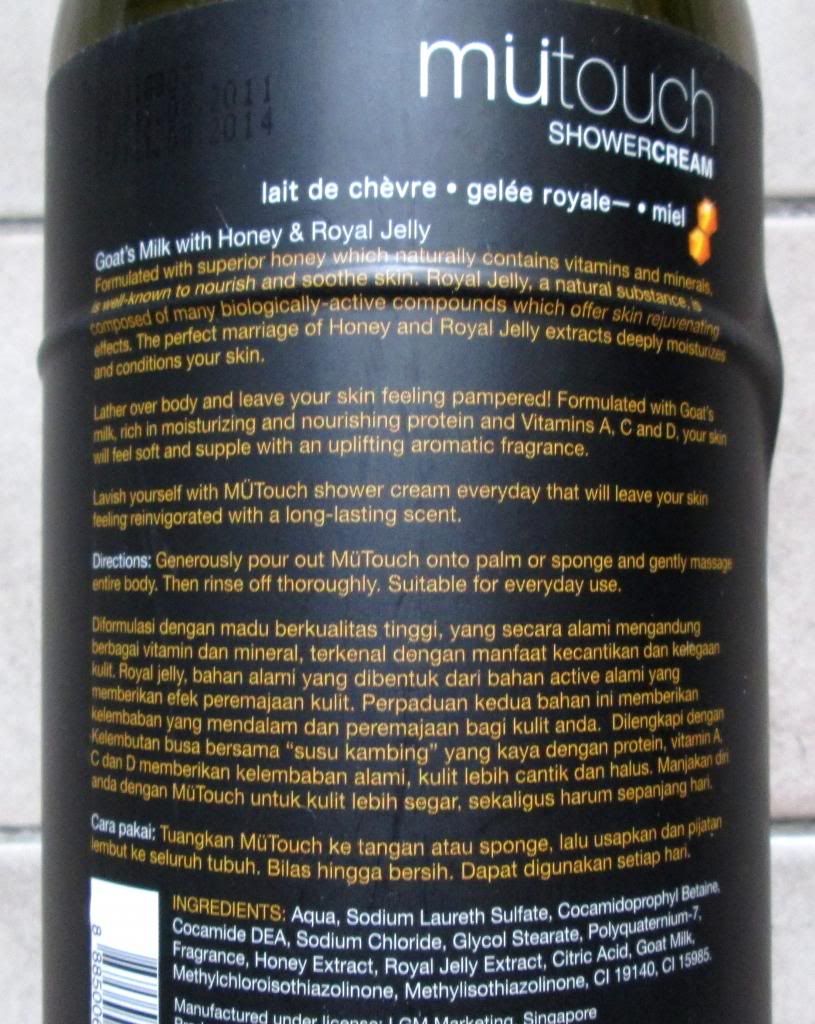 2011
2014
mütouch
SHOWERCREAM
lait de chèvre • gelée royale— • miel
Goat's Milk with Honey & Royal Jelly
Formulated with superior honey which naturally contains vitamins and minerals,
is well-known to nourish and soothe skin. Royal Jelly, a natural substance, is
composed of many biologically-active compounds which offer skin rejuvenating
effects. The perfect marriage of Honey and Royal Jelly extracts deeply moisturizes
and conditions your skin.
Lather over body and leave your skin feeling pampered! Formulated with Goat's
milk, rich in moisturizing and nourishing protein and Vitamins A, C and D, your skin
will feel soft and supple with an uplifting aromatic fragrance.
Lavish yourself with MÜTouch shower cream everyday that will leave your skin
feeling reinvigorated with a long-lasting scent.
Directions: Generously pour out MüTouch onto palm or sponge and gently massage
entire body. Then rinse off thoroughly. Suitable for everyday use.
Diformulasi dengan madu berkualitas tinggi, yang secara alami mengandung
berbagai vitamin dan mineral, terkenal dengan manfaat kecantikan dan kelegaan
kulit. Royal jelly, bahan alami yang dibentuk dari bahan active alami yang
memberikan efek peremajaan kulit. Perpaduan kedua bahan ini memberikan
kelembaban yang mendalam dan peremajaan bagi kulit anda. Dilengkapi dengan
Kelembutan busa bersama "susu kambing" yang kaya dengan protein, vitamin A,
C dan D memberikan kelembaban alami, kulit lebih cantik dan halus. Manjakan diri
anda dengan MüTouch untuk kulit lebih segar, sekaligus harum sepanjang hari.
Cara pakai: Tuangkan MüTouch ke tangan atau sponge, lalu usapkan dan pijatan
lembut ke seluruh tubuh. Bilas hingga bersih. Dapat digunakan setiap hari.
INGREDIENTS: Aqua, Sodium Laureth Sulfate, Cocamidoprophyl Betaine,
Cocamide DEA, Sodium Chloride, Glycol Stearate, Polyquaternium-7,
Fragrance, Honey Extract, Royal Jelly Extract, Citric Acid, Goat Milk,
Methylchloroisothiazolinone, Methylisothiazolinone, CI 19140, CI 15985.
Manufactured under license: LGM Marketing, Singapore